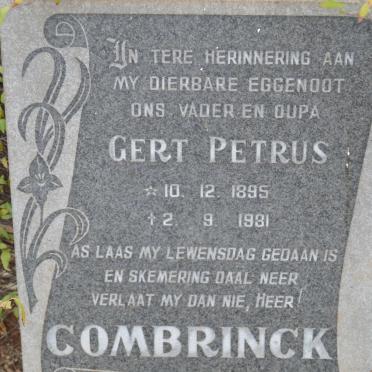 IN TERE HERINNERING AAN
MY DIERBARE EGGENOOT
ONS VADER EN OUPA
GERT PETRUS
☆ 10. 12. 1895
✝ 2. 9. 1981
AS LAAS MY LEWENSDAG GEDAAN IS
EN SKEMERING DAAL NEER
VERLAAT MY DAN NIE, HEER!
COMBRINCK